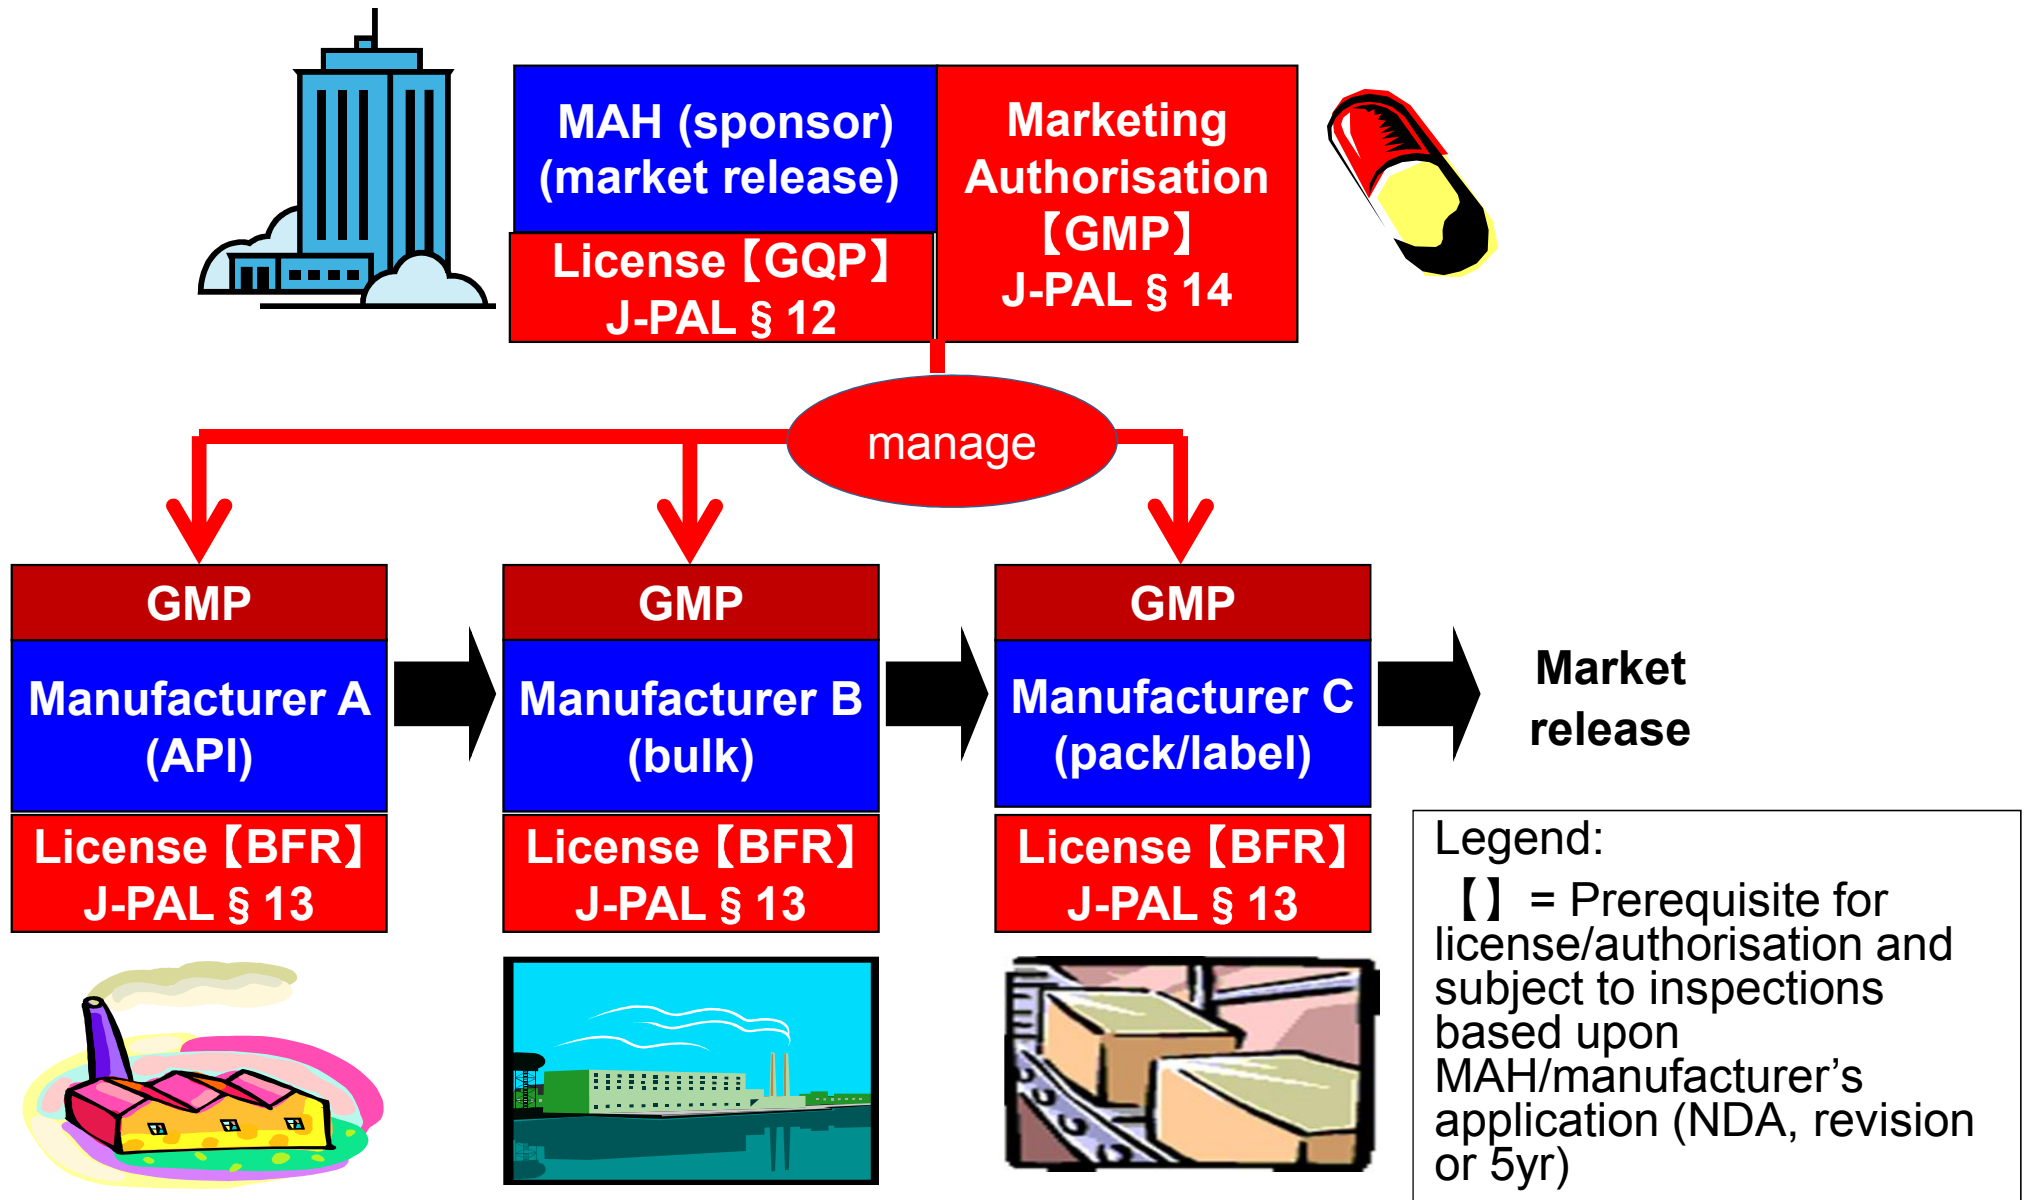 MAH (sponsor)
(market release)
License【GQP】
J-PAL § 12
Marketing
Authorisation
【GMP】
J-PAL § 14
manage
GMP
Manufacturer A
(API)
License【BFR】
J-PAL § 13
GMP
Manufacturer B
(bulk)
License【BFR】
J-PAL § 13
GMP
Manufacturer C
(pack/label)
License【BFR】
J-PAL § 13
Market
release
Legend:
【】 = Prerequisite for
license/authorisation and
subject to inspections
based upon
MAH/manufacturer’s
application (NDA, revision
or 5yr)